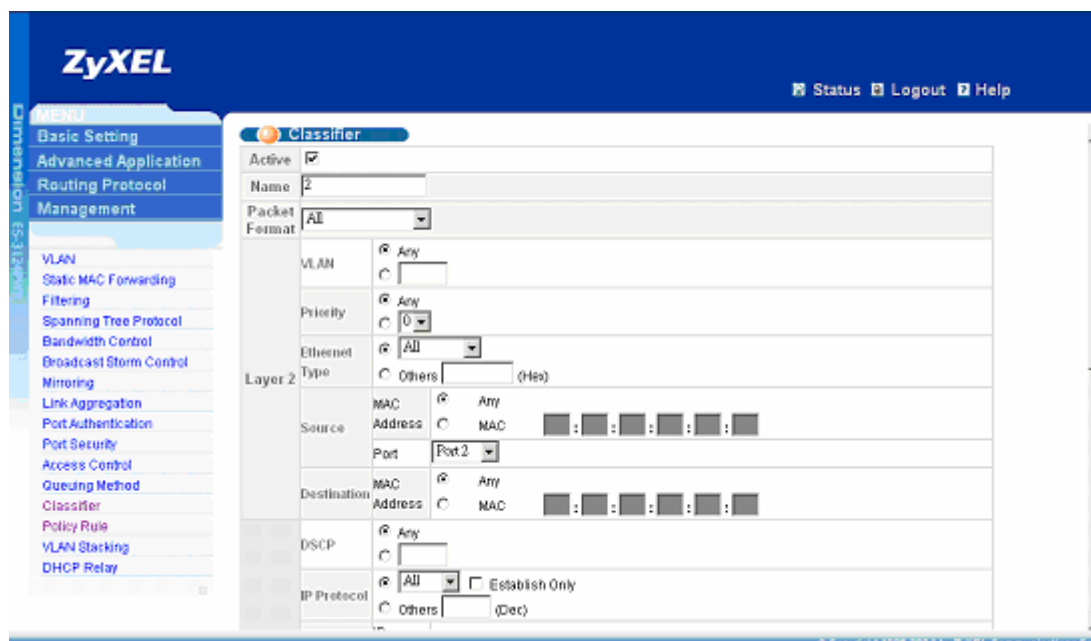 ZyXEL
Status Logout Help
Dimension ES-3124PWR
MENU
Basic Setting
Advanced Application
Routing Protocol
Management
VLAN
Static MAC Forwarding
Filtering
Spanning Tree Protocol
Bandwidth Control
Broadcast Storm Control
Mirroring
Link Aggregation
Port Authentication
Port Security
Access Control
Queuing Method
Classifier
Policy Rule
VLAN Stacking
DHCP Relay
Classifier
Active
Name 2
Packet Format All
Layer 2
VLAN Any
Priority Any
0
Ethernet Type All
Others (Hex)
Source
MAC Address Any
MAC : : : : :
Port Port 2
Destination
MAC Address Any
MAC : : : : :
DSCP Any
IP Protocol All Establish Only
Others (Dec)